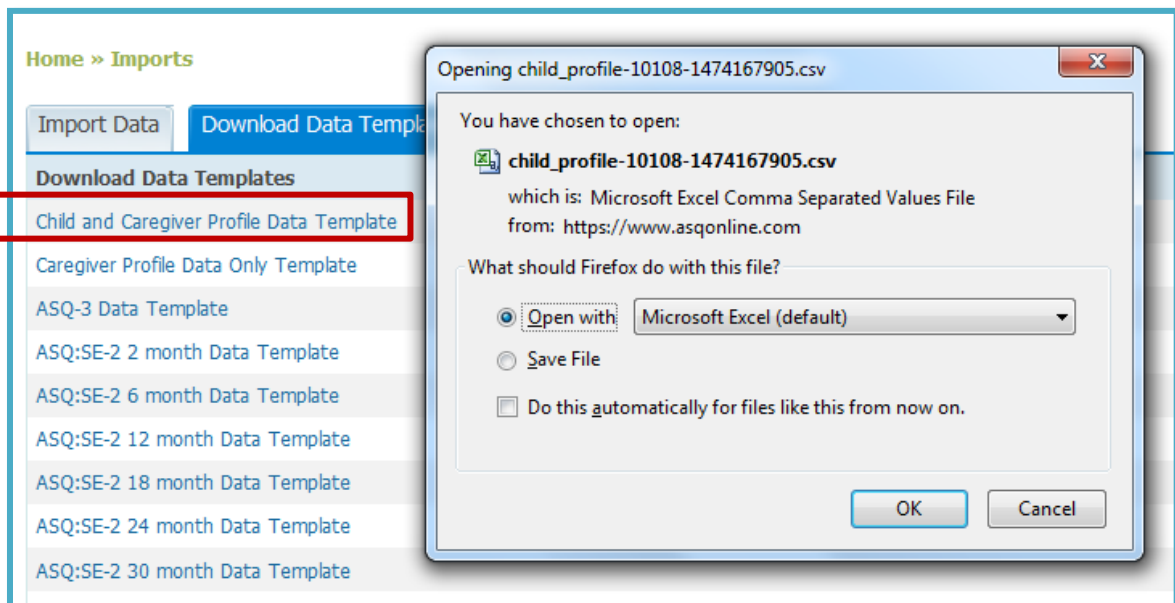 Home » Imports
Import Data
Download Data Templa
Download Data Templates
Child and Caregiver Profile Data Template
Caregiver Profile Data Only Template
ASQ-3 Data Template
ASQ:SE-2 2 month Data Template
ASQ:SE-2 6 month Data Template
ASQ:SE-2 12 month Data Template
ASQ:SE-2 18 month Data Template
ASQ:SE-2 24 month Data Template
ASQ:SE-2 30 month Data Template
Opening child_profile-10108-1474167905.csv
You have chosen to open:
child_profile-10108-1474167905.csv
which is: Microsoft Excel Comma Separated Values File
from: https://www.asqonline.com
What should Firefox do with this file?
Open with Microsoft Excel (default)
Save File
Do this automatically for files like this from now on.
OK Cancel